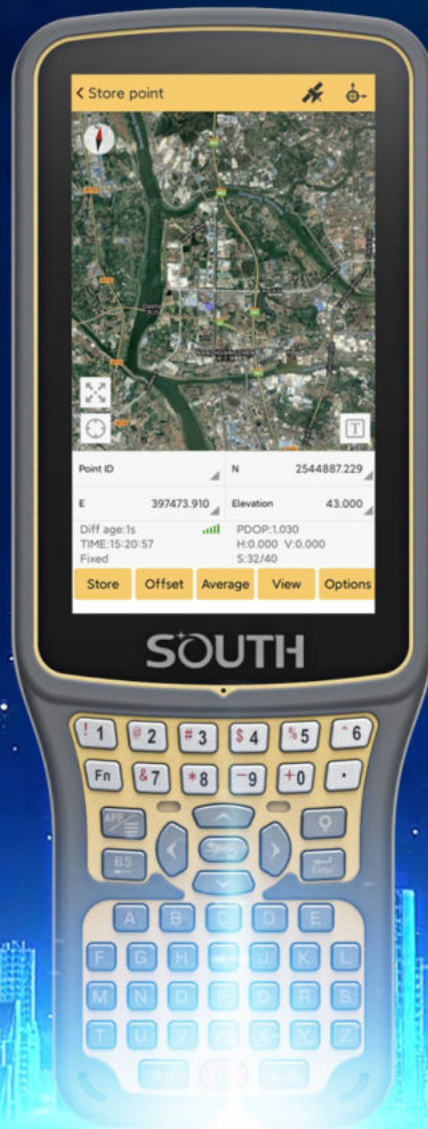 Store point
Point ID
N 2544887.229
E 397473.910
Elevation 43.000
Diff age:1s
PDOP:1.030
TIME:15:20:57
H:0.000 V:0.000
Fixed
S:32/40
Store Offset Average View Options
SOUTH
! 1 @ 2 # 3 $ 4 % 5 ^ 6
Fn & 7 * 8 - 9 + 0 .
APP
BS Enter
A B C D E
F G H I J K L
M N O P Q R S
T U V W X Y Z